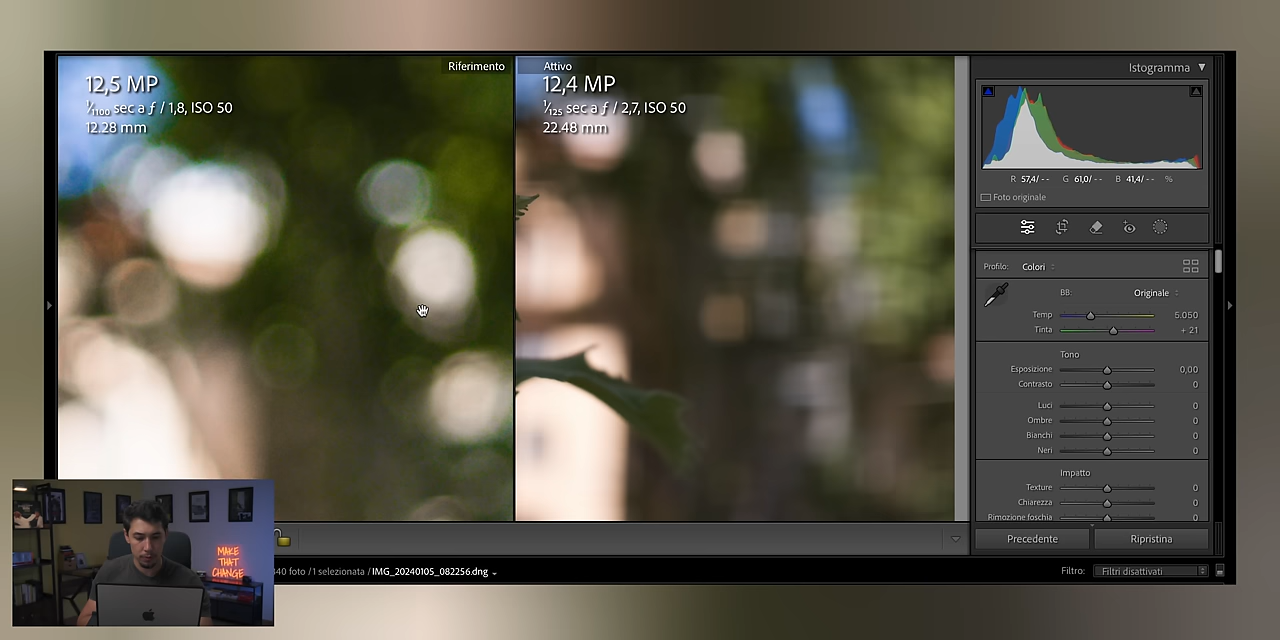 Riferimento
12,5 MP
1/1100 sec a ƒ / 1,8, ISO 50
12.28 mm
Attivo
12,4 MP
1/125 sec a ƒ / 2,7, ISO 50
22.48 mm
Istogramma ▼
R 57,4/-- G 61,0/-- B 41,4/-- %
Foto originale
Profilo: Colori
BB: Originale
Temp 5.050
Tinta + 21
Tono
Esposizione 0,00
Contrasto 0
Luci 0
Ombre 0
Bianchi 0
Neri 0
Impatto
Texture 0
Chiarezza 0
Rimozione foschia 0
Precedente Ripristina
MAKE
THAT
CHANGE
40 foto /1 selezionata / IMG_20240105_082256.dng
Filtro: Filtri disattivati